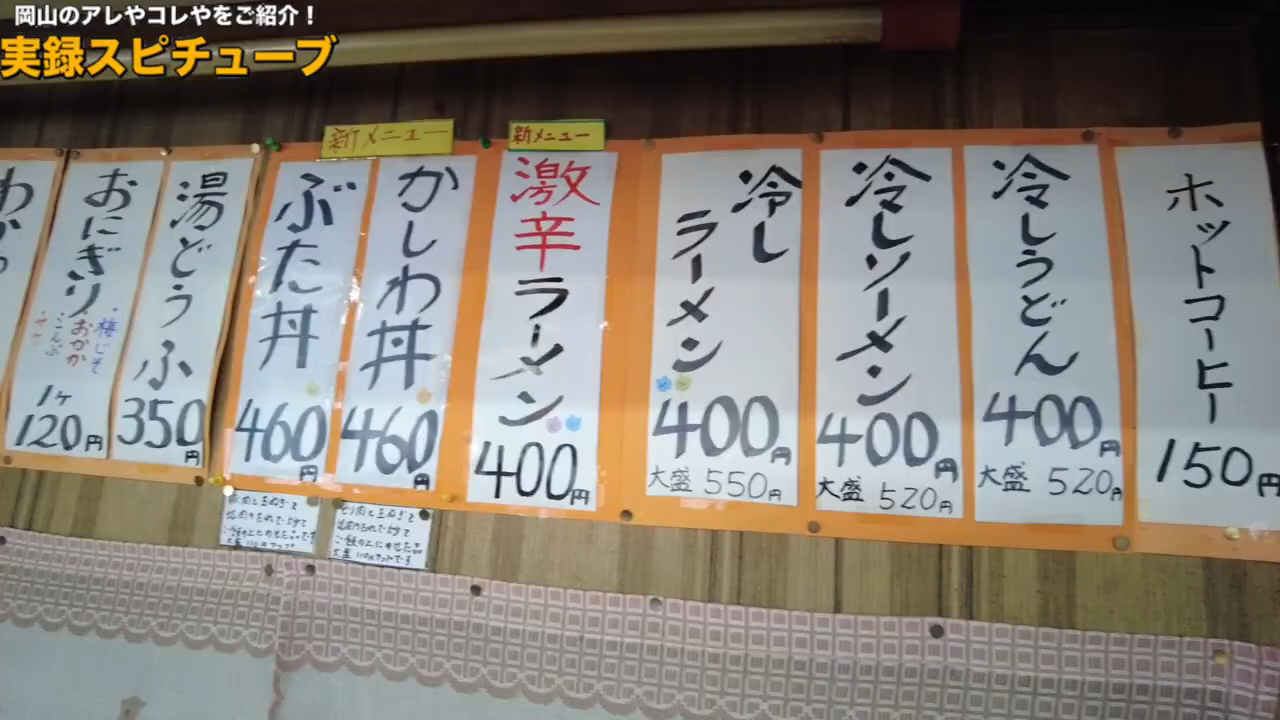 岡山のアレやコレやをご紹介！
実録スピチューブ
ホットコーヒー
150円
冷しうどん
400円
大盛 520円
冷しソーメン
400円
大盛 520円
冷し
ラーメン
400円
大盛 550円
新メニュー
激辛ラーメン
400円
新メニュー
かしわ丼
460円
ぶた丼
460円
湯どうふ
350円
おにぎり
・梅じそ
・おかか
・こんぶ
1ヶ
120円
わか